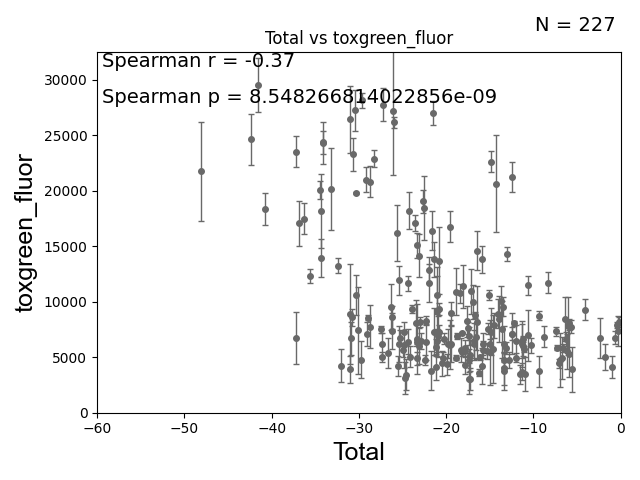 N = 227
Total vs toxgreen_fluor
Spearman r = -0.37
Spearman p = 8.548266814022856e-09
toxgreen_fluor
30000
25000
20000
15000
10000
5000
0
−60 −50 −40 −30 −20 −10 0
Total